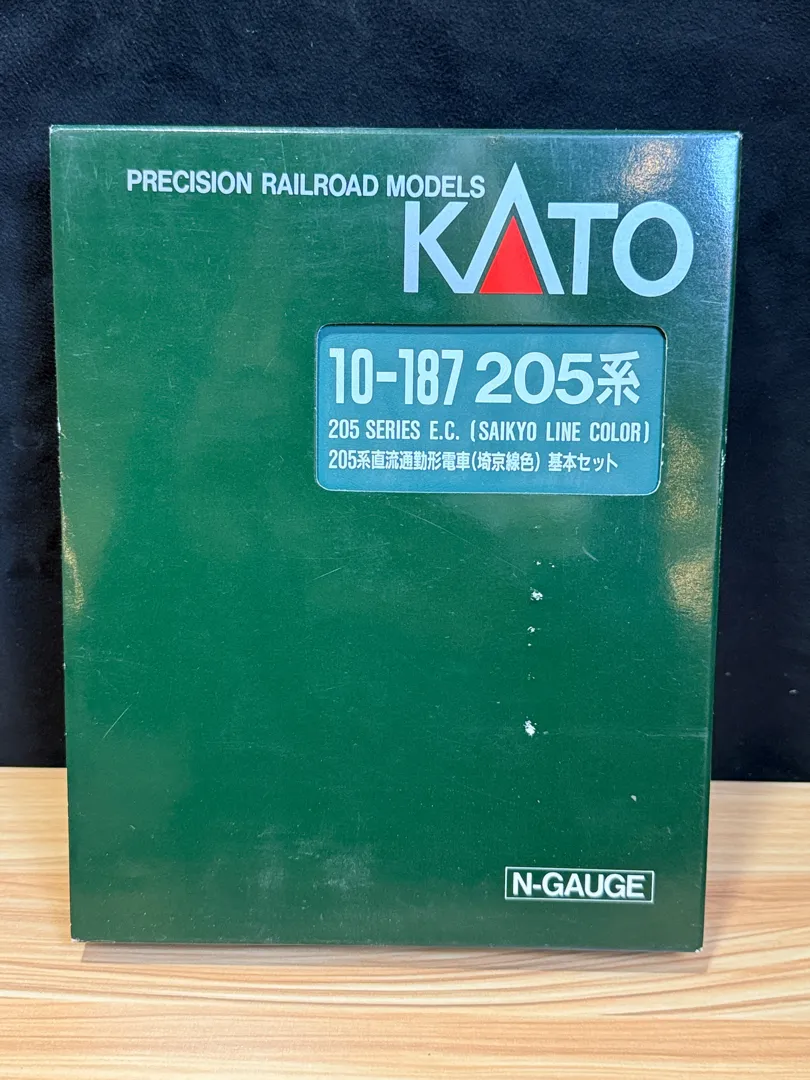 PRECISION RAILROAD MODELS
KATO
10-187 205系
205 SERIES E.C. (SAIKYO LINE COLOR)
205系直流通勤形電車(埼京線色) 基本セット
N-GAUGE